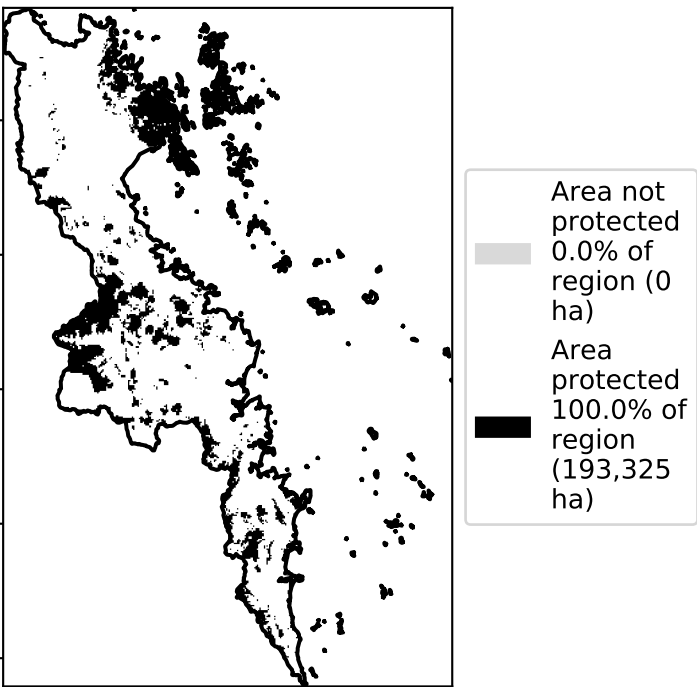 Area not
protected
0.0% of
region (0
ha)
Area
protected
100.0% of
region
(193,325
ha)